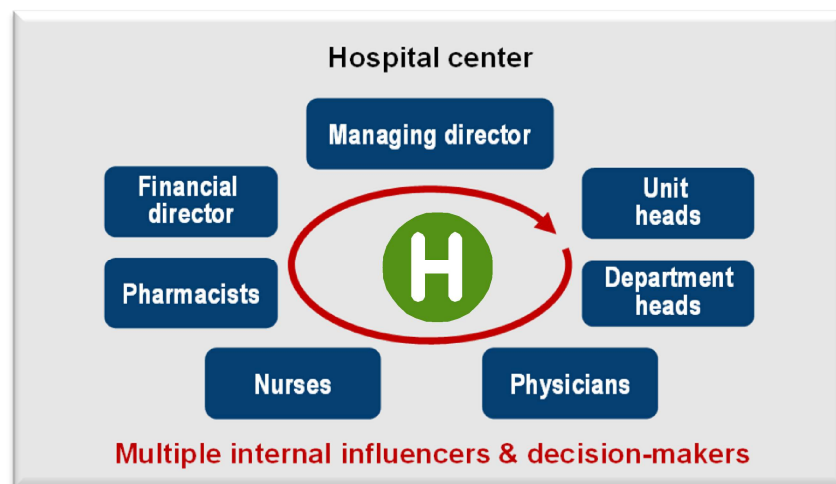 Hospital center
Managing director
Financial
director
Unit
heads
Pharmacists
H
Department
heads
Nurses
Physicians
Multiple internal influencers & decision-makers